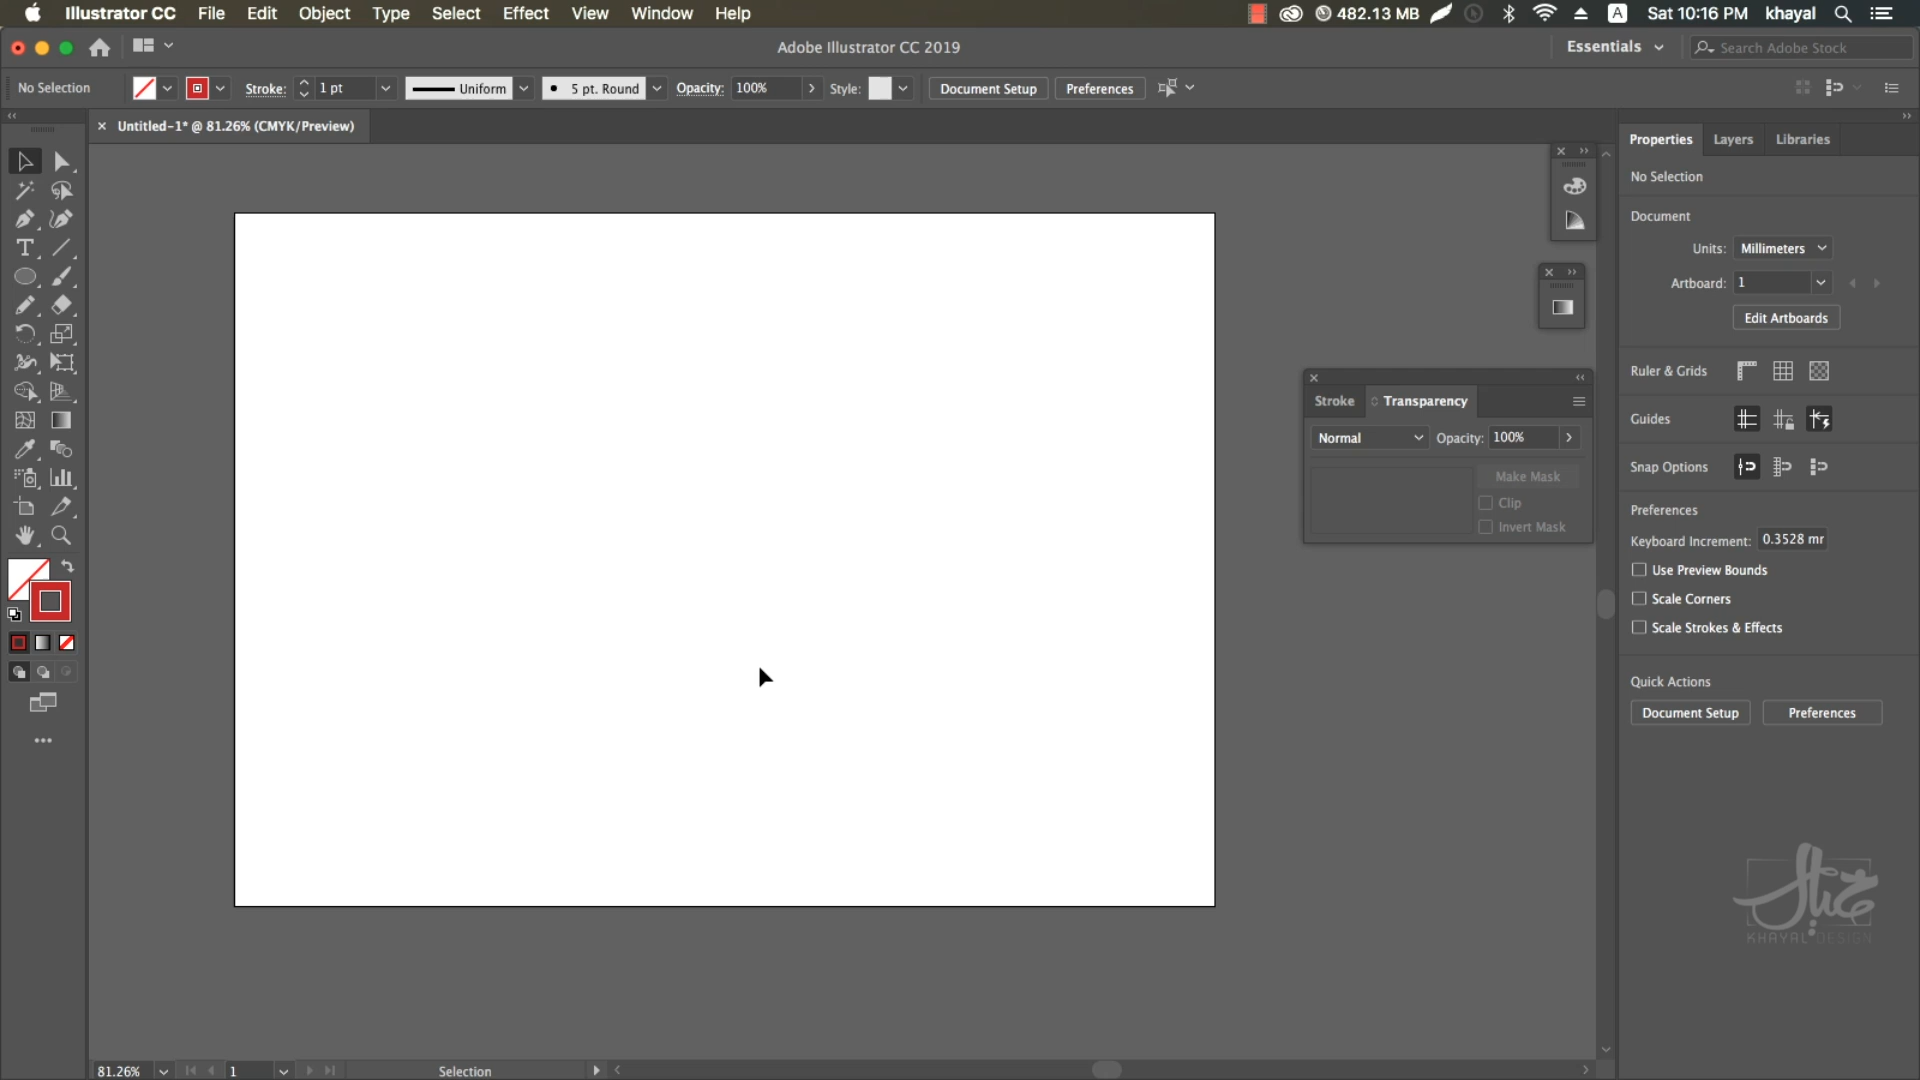 Illustrator CC File Edit Object Type Select Effect View Window Help 482.13 MB A Sat 10:16 PM khayal
Adobe Illustrator CC 2019 Essentials Search Adobe Stock
No Selection Stroke: 1 pt Uniform 5 pt. Round Opacity: 100% Style: Document Setup Preferences
Untitled-1* @ 81.26% (CMYK/Preview)
Properties Layers Libraries
No Selection
Document
Units: Millimeters
Artboard: 1
Edit Artboards
Ruler & Grids
Guides
Snap Options
Preferences
Keyboard Increment: 0.3528 mr
Use Preview Bounds
Scale Corners
Scale Strokes & Effects
Quick Actions
Document Setup Preferences
Stroke Transparency
Normal Opacity: 100%
Make Mask
Clip
Invert Mask
خيال
KHAYAL DESIGN
81.26% 1 Selection